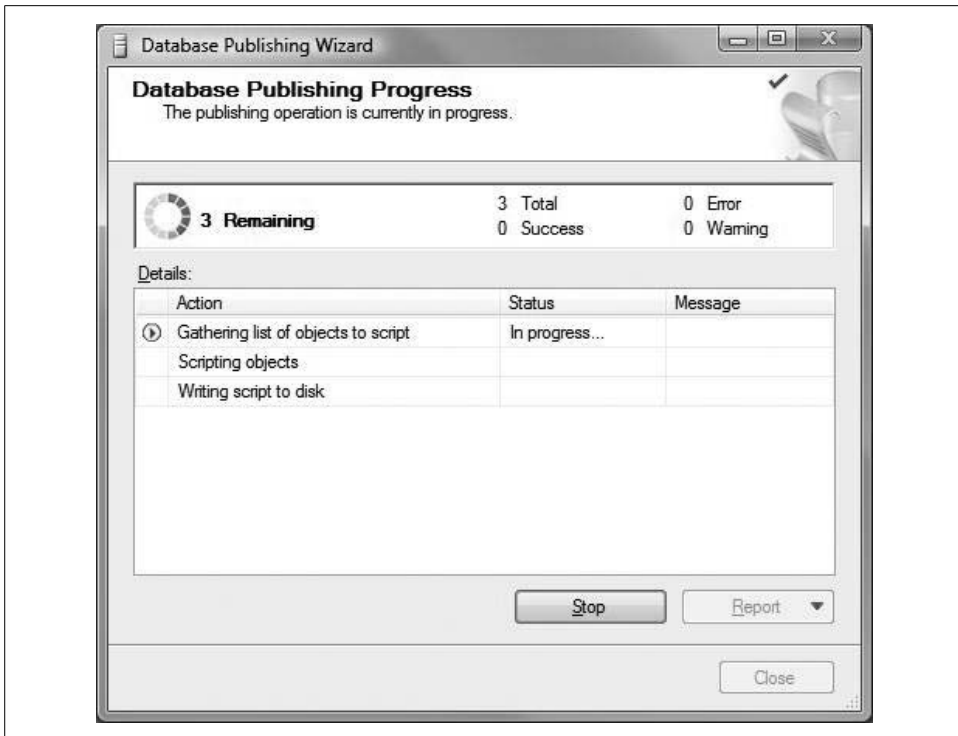 Database Publishing Wizard
Database Publishing Progress
The publishing operation is currently in progress.
3 Remaining
3 Total
0 Error
0 Success
0 Warning
Details:
Action Status Message
Gathering list of objects to script In progress...
Scripting objects
Writing script to disk
Stop Report
Close